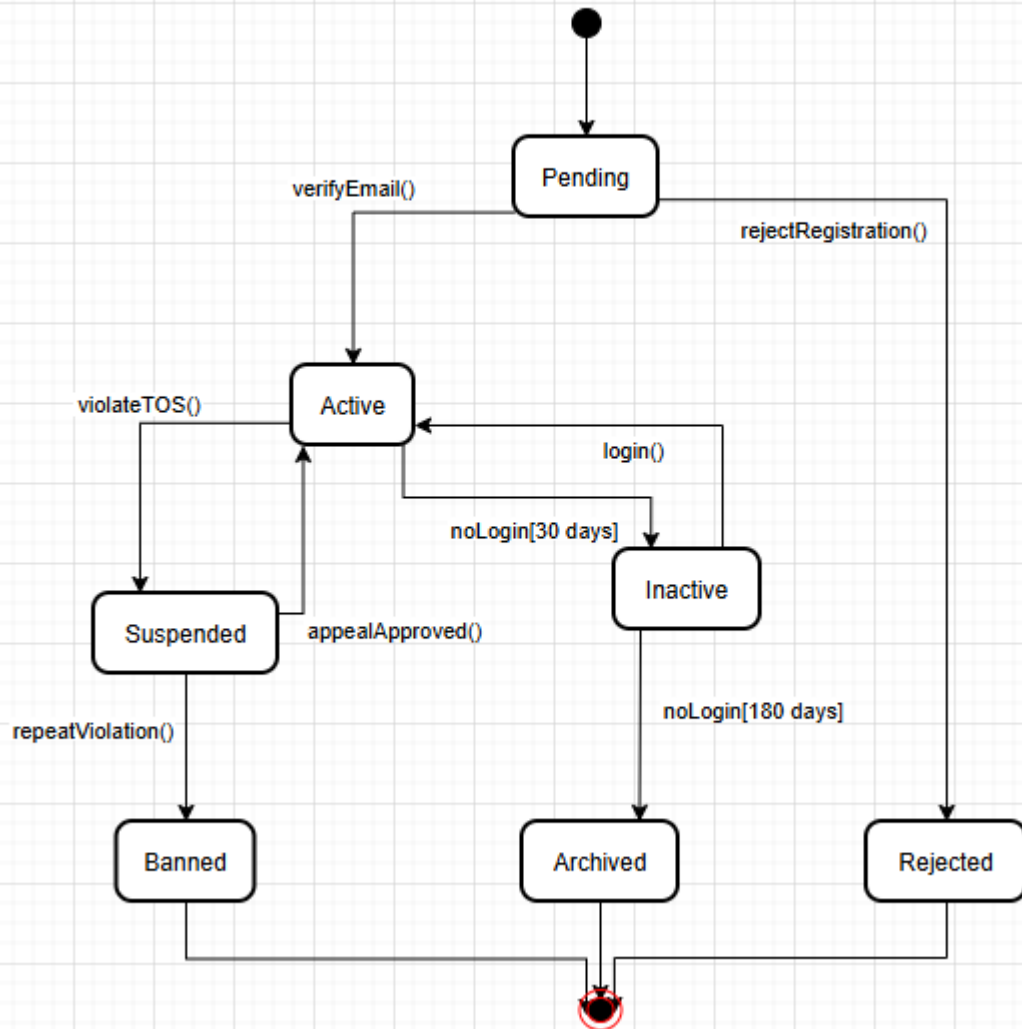 Pending
verifyEmail()
rejectRegistration()
Active
violateTOS()
login()
noLogin[30 days]
Inactive
Suspended
appealApproved()
noLogin[180 days]
repeatViolation()
Banned
Archived
Rejected